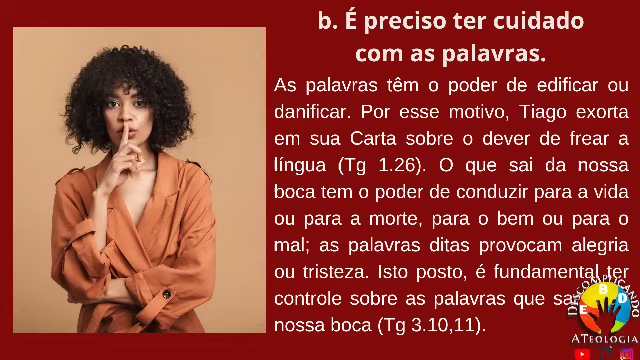 b. É preciso ter cuidado
com as palavras.
As palavras têm o poder de edificar ou
danificar. Por esse motivo, Tiago exorta
em sua Carta sobre o dever de frear a
língua (Tg 1.26). O que sai da nossa
boca tem o poder de conduzir para a vida
ou para a morte, para o bem ou para o
mal; as palavras ditas provocam alegria
ou tristeza. Isto posto, é fundamental ter
controle sobre as palavras que
nossa boca (Tg 3.10,11).
DESCOMPLICANDO
E B D
ATEOLOGIA